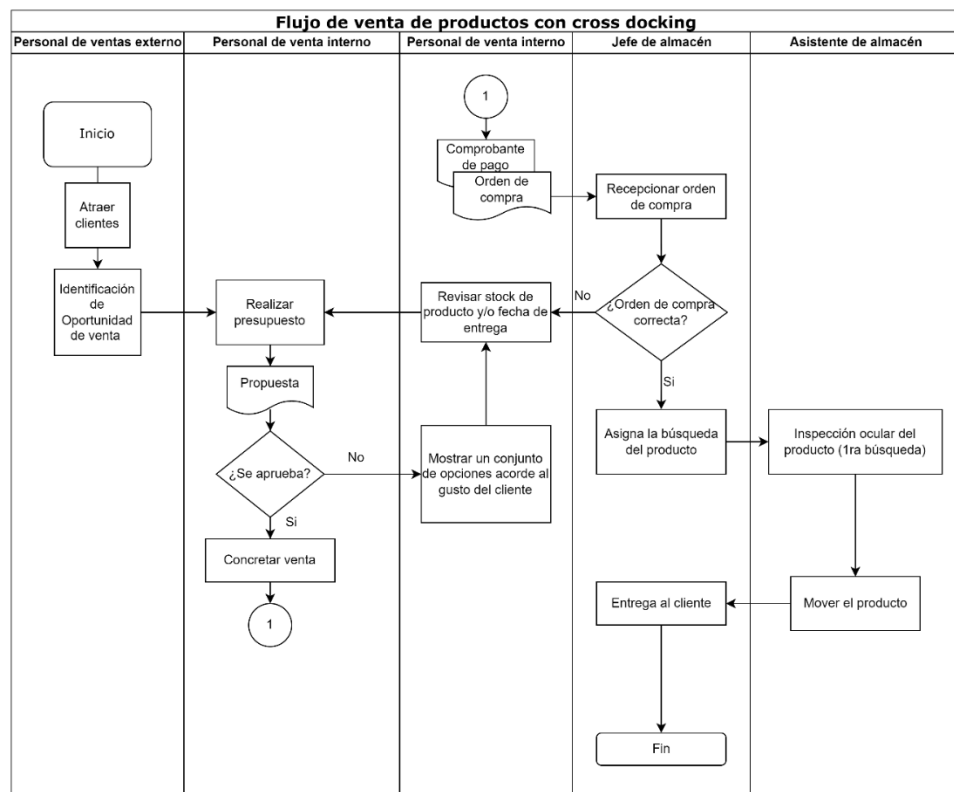 Flujo de venta de productos con cross docking
Personal de ventas externo
Personal de venta interno
Personal de venta interno
Jefe de almacén
Asistente de almacén
Inicio
Atraer
clientes
Identificación
de
Oportunidad
de venta
Realizar
presupuesto
Propuesta
¿Se aprueba?
No
Si
Concretar venta
1
1
Comprobante
de pago
Orden de
compra
Revisar stock de
producto y/o fecha de
entrega
Mostrar un conjunto
de opciones acorde al
gusto del cliente
Recepcionar orden
de compra
¿Orden de compra
correcta?
No
Si
Asigna la búsqueda
del producto
Inspección ocular del
producto (1ra búsqueda)
Mover el producto
Entrega al cliente
Fin